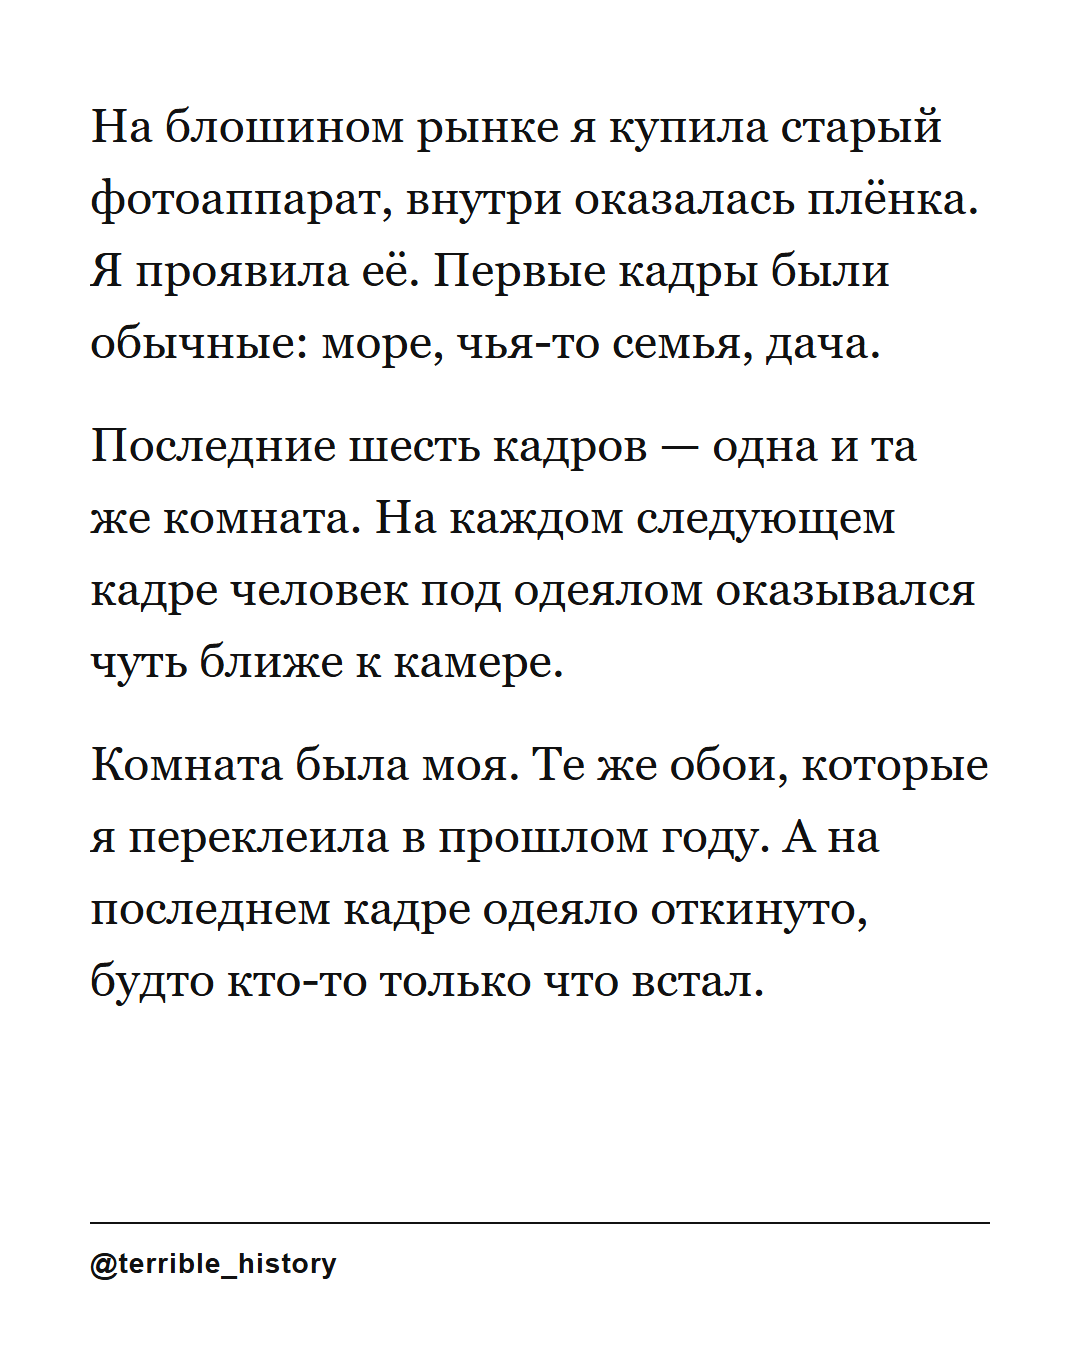 На блошином рынке я купила старый
фотоаппарат, внутри оказалась плёнка.
Я проявила её. Первые кадры были
обычные: море, чья-то семья, дача.
Последние шесть кадров — одна и та
же комната. На каждом следующем
кадре человек под одеялом оказывался
чуть ближе к камере.
Комната была моя. Те же обои, которые
я переклеила в прошлом году. А на
последнем кадре одеяло откинуто,
будто кто-то только что встал.
@terrible_history